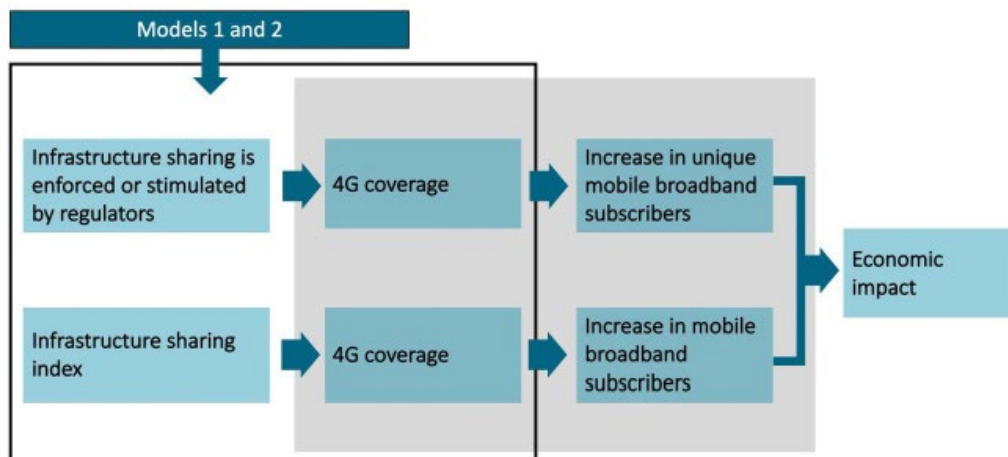 Models 1 and 2
Infrastructure sharing is
enforced or stimulated
by regulators
4G coverage
Increase in unique
mobile broadband
subscribers
Economic
impact
Infrastructure sharing
index
4G coverage
Increase in mobile
broadband
subscribers